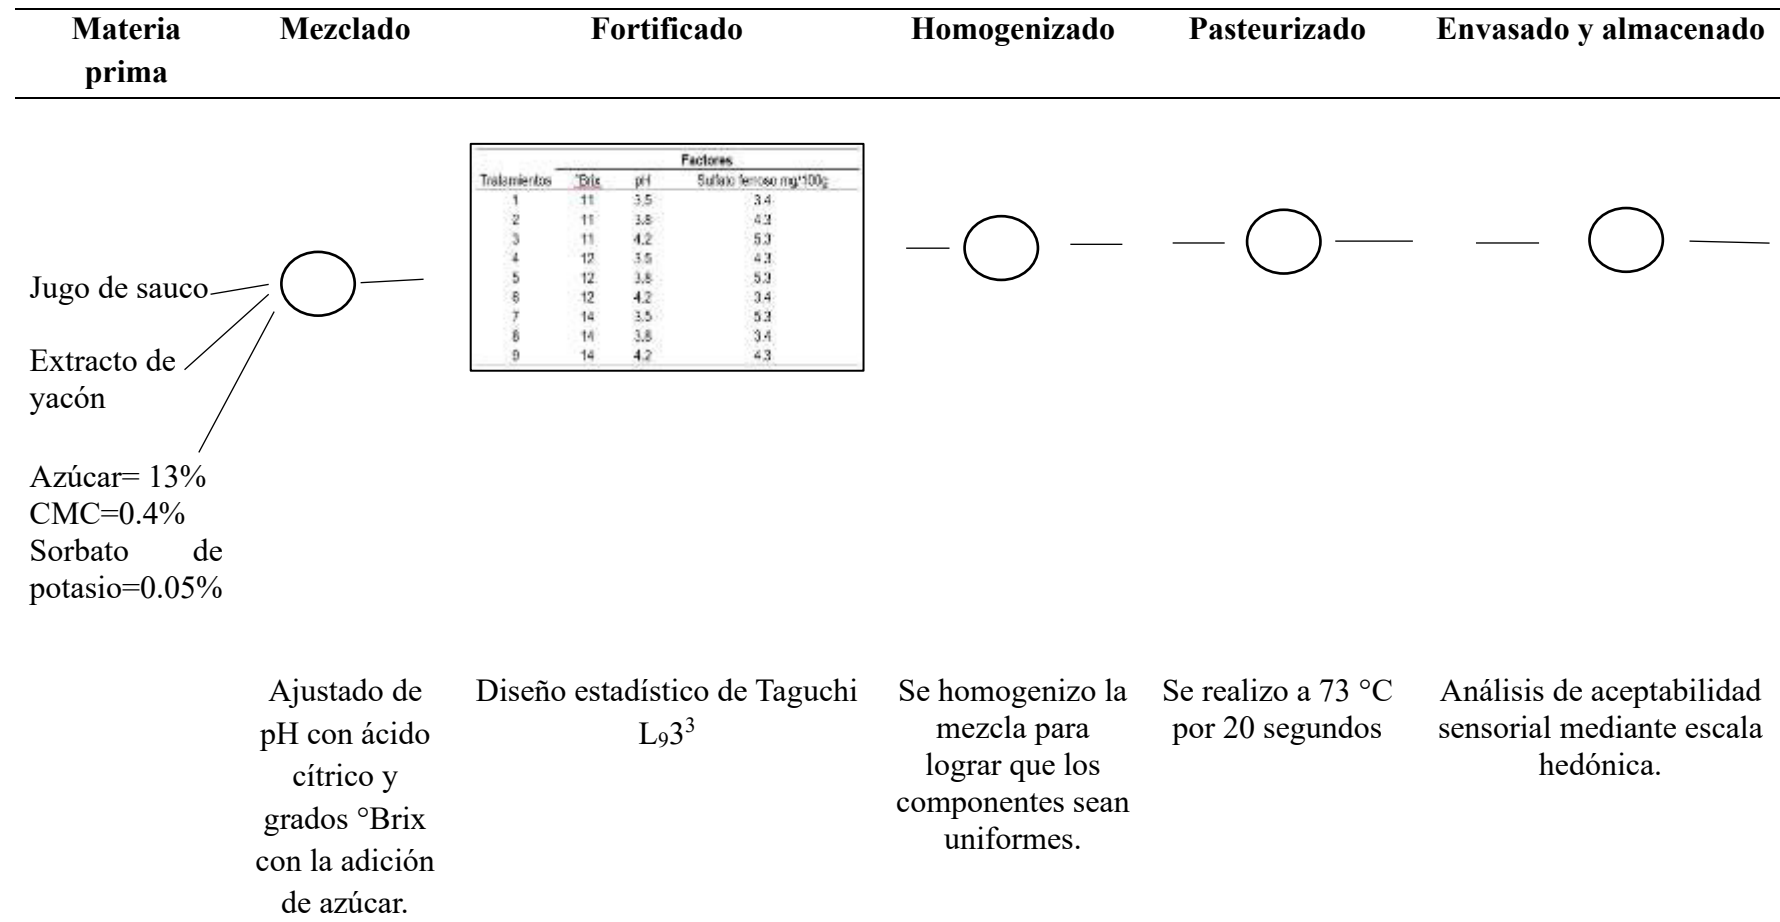 Materia prima Mezclado Fortificado Homogenizado Pasteurizado Envasado y almacenado
Factores
Tratamientos °Brix pH Sulfato ferroso mg*100g
1 11 3.5 3.4
2 11 3.8 4.3
3 11 4.2 5.3
4 12 3.5 4.3
5 12 3.8 5.3
6 12 4.2 3.4
7 14 3.5 5.3
8 14 3.8 3.4
9 14 4.2 4.3
Jugo de sauco
Extracto de
yacón
Azúcar= 13%
CMC=0.4%
Sorbato de
potasio=0.05%
Ajustado de
pH con ácido
cítrico y
grados °Brix
con la adición
de azúcar.
Diseño estadístico de Taguchi
L₉3³
Se homogenizo la
mezcla para
lograr que los
componentes sean
uniformes.
Se realizo a 73 °C
por 20 segundos
Análisis de aceptabilidad
sensorial mediante escala
hedónica.